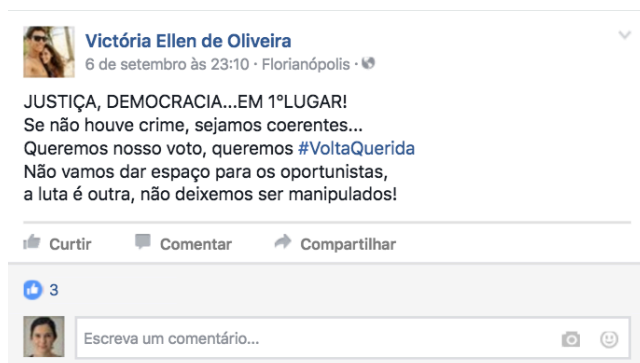 Victória Ellen de Oliveira
6 de setembro às 23:10 · Florianópolis ·
JUSTIÇA, DEMOCRACIA...EM 1ºLUGAR!
Se não houve crime, sejamos coerentes...
Queremos nosso voto, queremos #VoltaQuerida
Não vamos dar espaço para os oportunistas,
a luta é outra, não deixemos ser manipulados!
Curtir Comentar Compartilhar
3
Escreva um comentário...